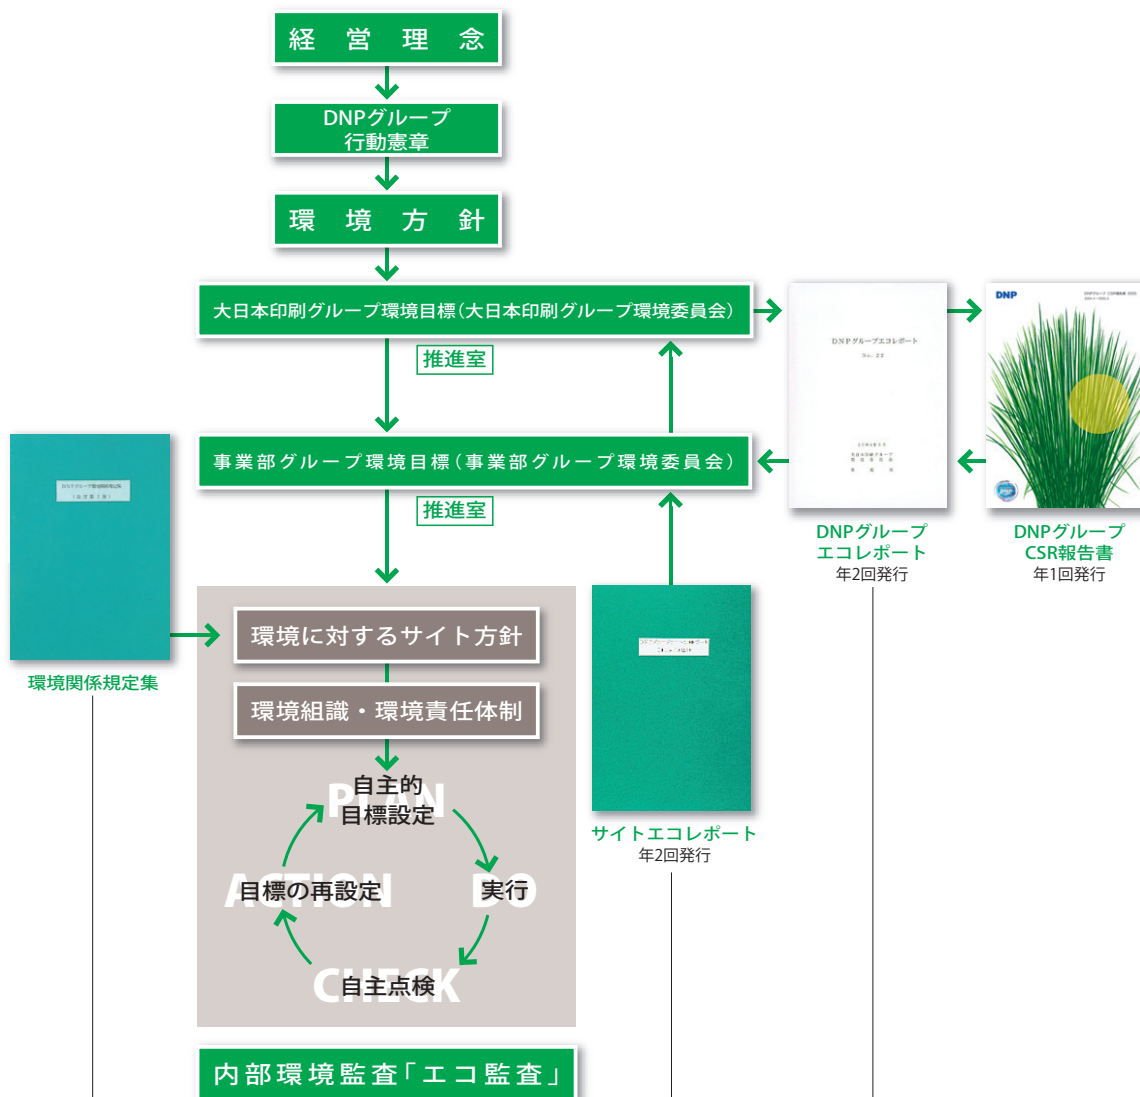 経営理念
DNPグループ
行動憲章
環境方針
大日本印刷グループ環境目標（大日本印刷グループ環境委員会）
推進室
事業部グループ環境目標（事業部グループ環境委員会）
推進室
DNPグループエコレポート
No. 22
DNP
DNPグループ
エコレポート
年2回発行
DNPグループ
CSR報告書
年1回発行
環境関係規定集
環境に対するサイト方針
環境組織・環境責任体制
PLAN
自主的
目標設定
ACTION
目標の再設定
DO
実行
CHECK
自主点検
サイトエコレポート
年2回発行
内部環境監査「エコ監査」